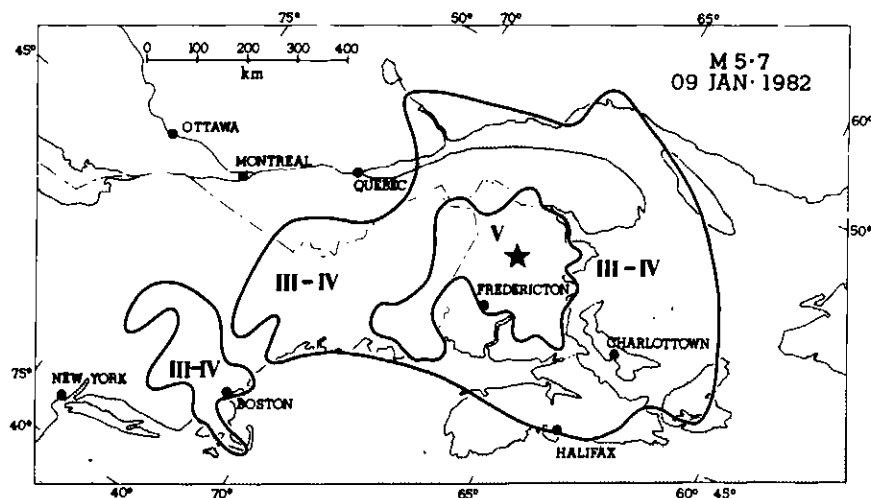 75° 50° 70° 65°
45°
0 100 200 300 400
km
M 5·7
09 JAN· 1982
OTTAWA
60°
MONTREAL
QUEBEC
V
50°
III – IV
III – IV
FREDERICTON
CHARLOTTOWN
75°
NEW YORK
III–IV
BOSTON
40°
HALIFAX
40° 70° 65° 60° 45°